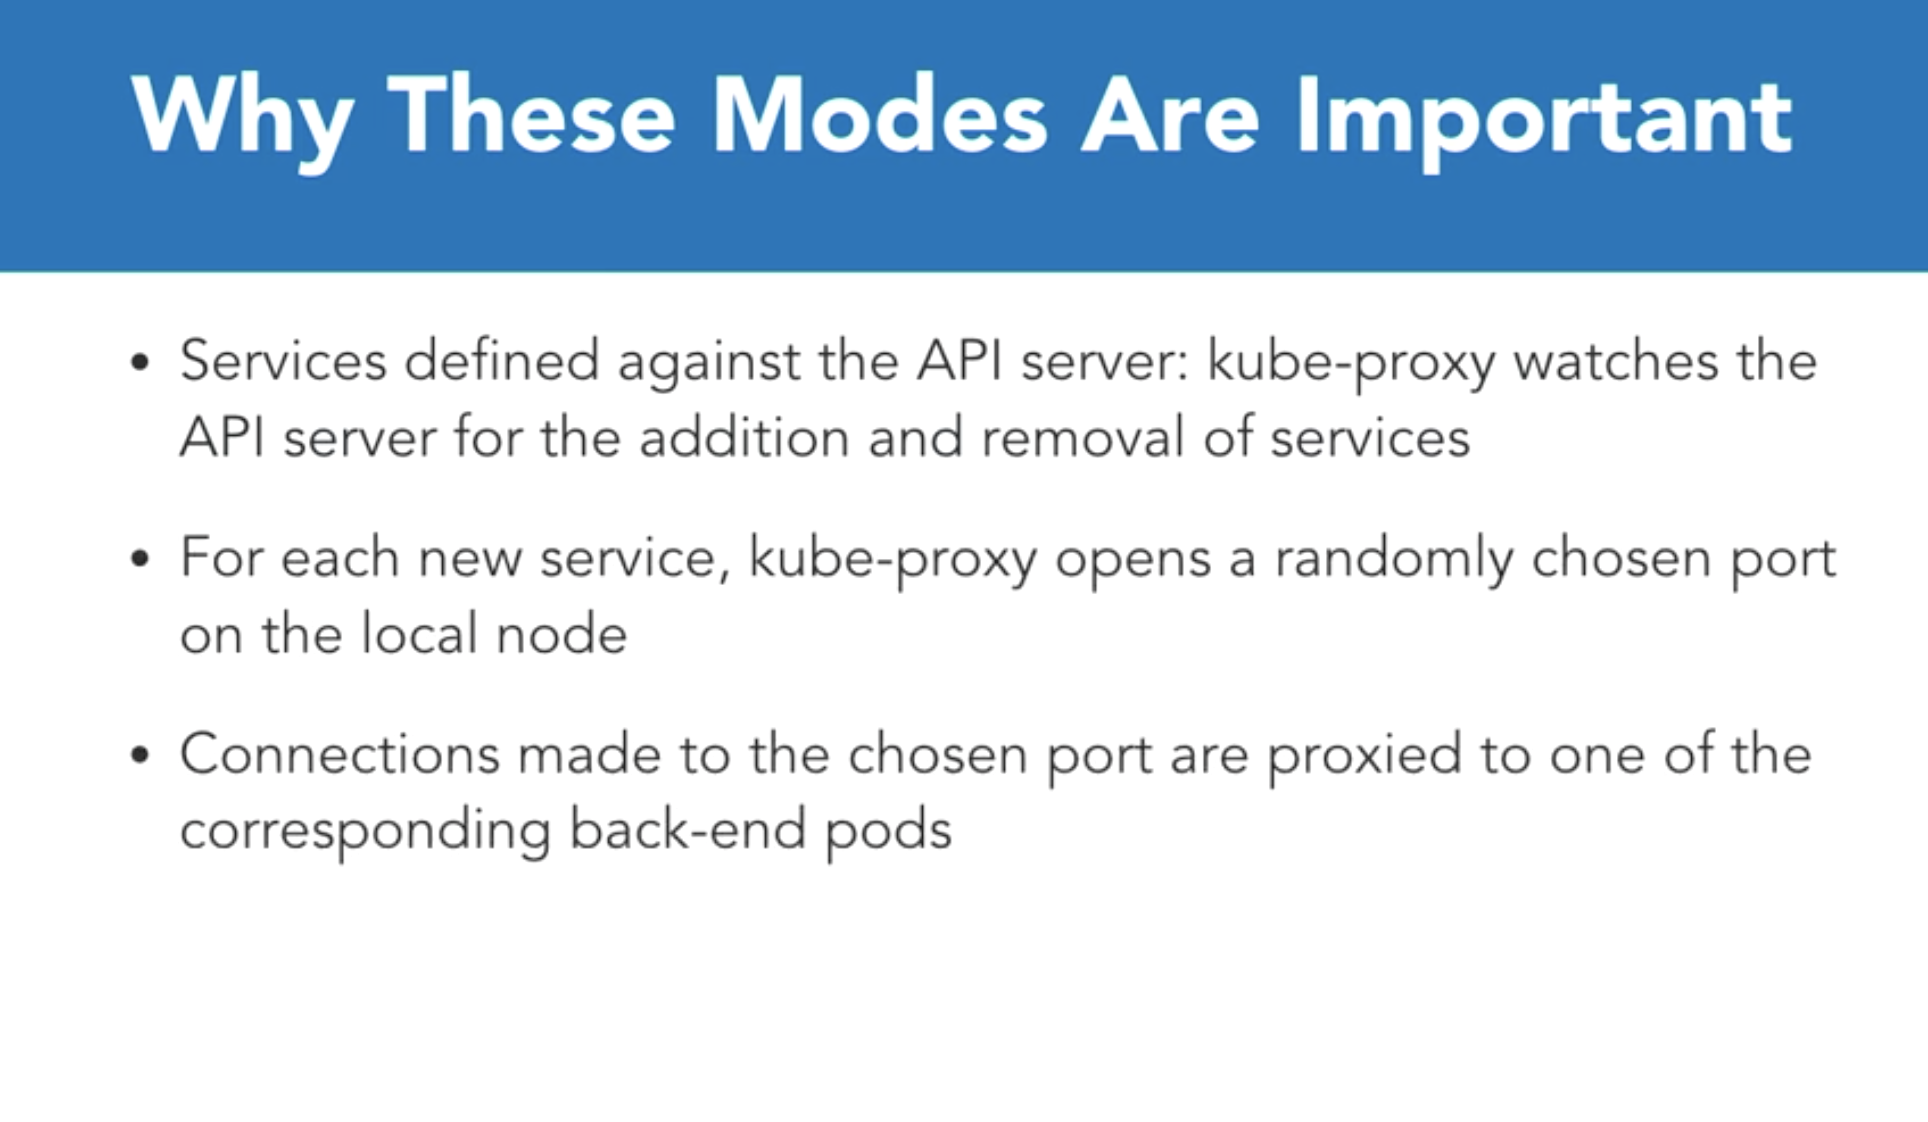 Why These Modes Are Important
• Services defined against the API server: kube-proxy watches the
API server for the addition and removal of services
• For each new service, kube-proxy opens a randomly chosen port
on the local node
• Connections made to the chosen port are proxied to one of the
corresponding back-end pods